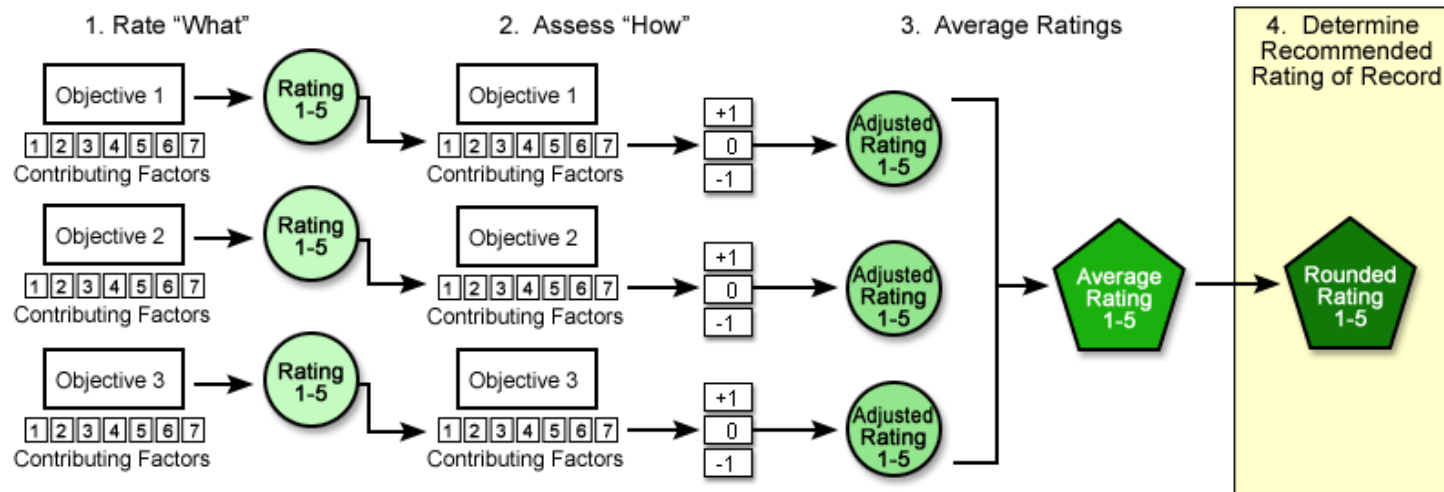 1. Rate “What”
2. Assess “How”
3. Average Ratings
4. Determine
Recommended
Rating of Record
Objective 1
Rating
1-5
1 2 3 4 5 6 7
Contributing Factors
Objective 1
1 2 3 4 5 6 7
Contributing Factors
+1
0
-1
Adjusted
Rating
1-5
Objective 2
Rating
1-5
1 2 3 4 5 6 7
Contributing Factors
Objective 2
1 2 3 4 5 6 7
Contributing Factors
+1
0
-1
Adjusted
Rating
1-5
Objective 3
Rating
1-5
1 2 3 4 5 6 7
Contributing Factors
Objective 3
1 2 3 4 5 6 7
Contributing Factors
+1
0
-1
Adjusted
Rating
1-5
Average
Rating
1-5
Rounded
Rating
1-5